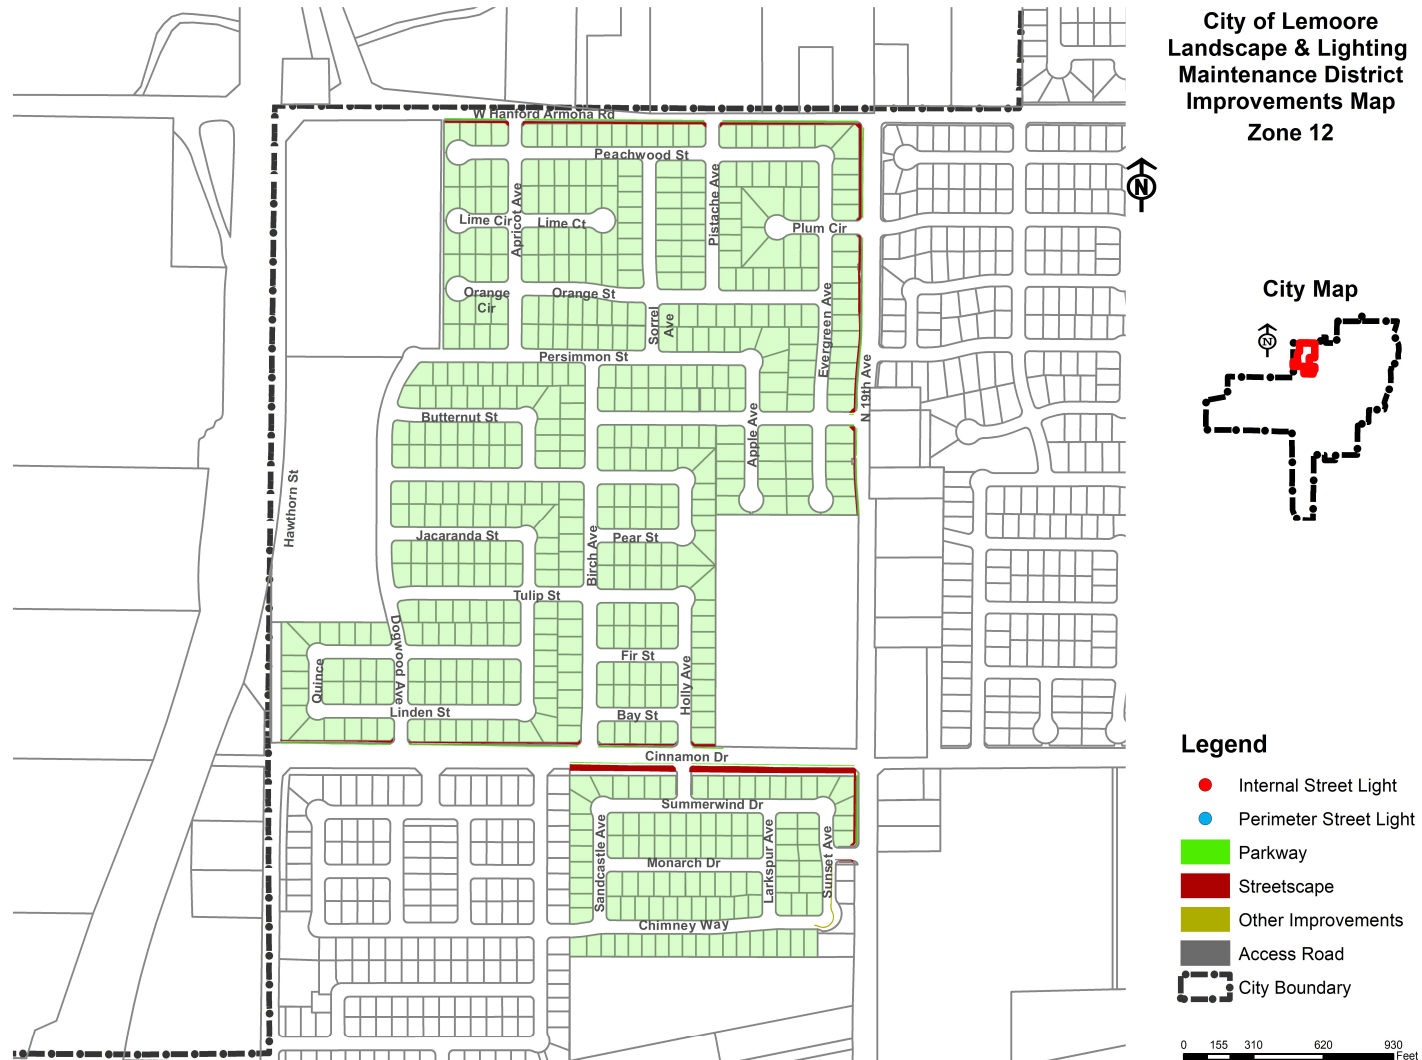 City of Lemoore
Landscape & Lighting
Maintenance District
Improvements Map
Zone 12
N
W Hanford Armona Rd
Peachwood St
Pistache Ave
Apricot Ave
Lime Cir
Lime Ct
Plum Cir
Orange
Cir
Orange St
Sorrel
Ave
Evergreen Ave
Persimmon St
N 19th Ave
Butternut St
Apple Ave
Hawthorn St
Jacaranda St
Birch Ave
Pear St
Tulip St
Dogwood Ave
Quince
Fir St
Holly Ave
Linden St
Bay St
Cinnamon Dr
Summerwind Dr
Sandcastle Ave
Larkspur Ave
Sunset Ave
Monarch Dr
Chimney Way
City Map
N
Legend
Internal Street Light
Perimeter Street Light
Parkway
Streetscape
Other Improvements
Access Road
City Boundary
0 155 310 620 930
Feet